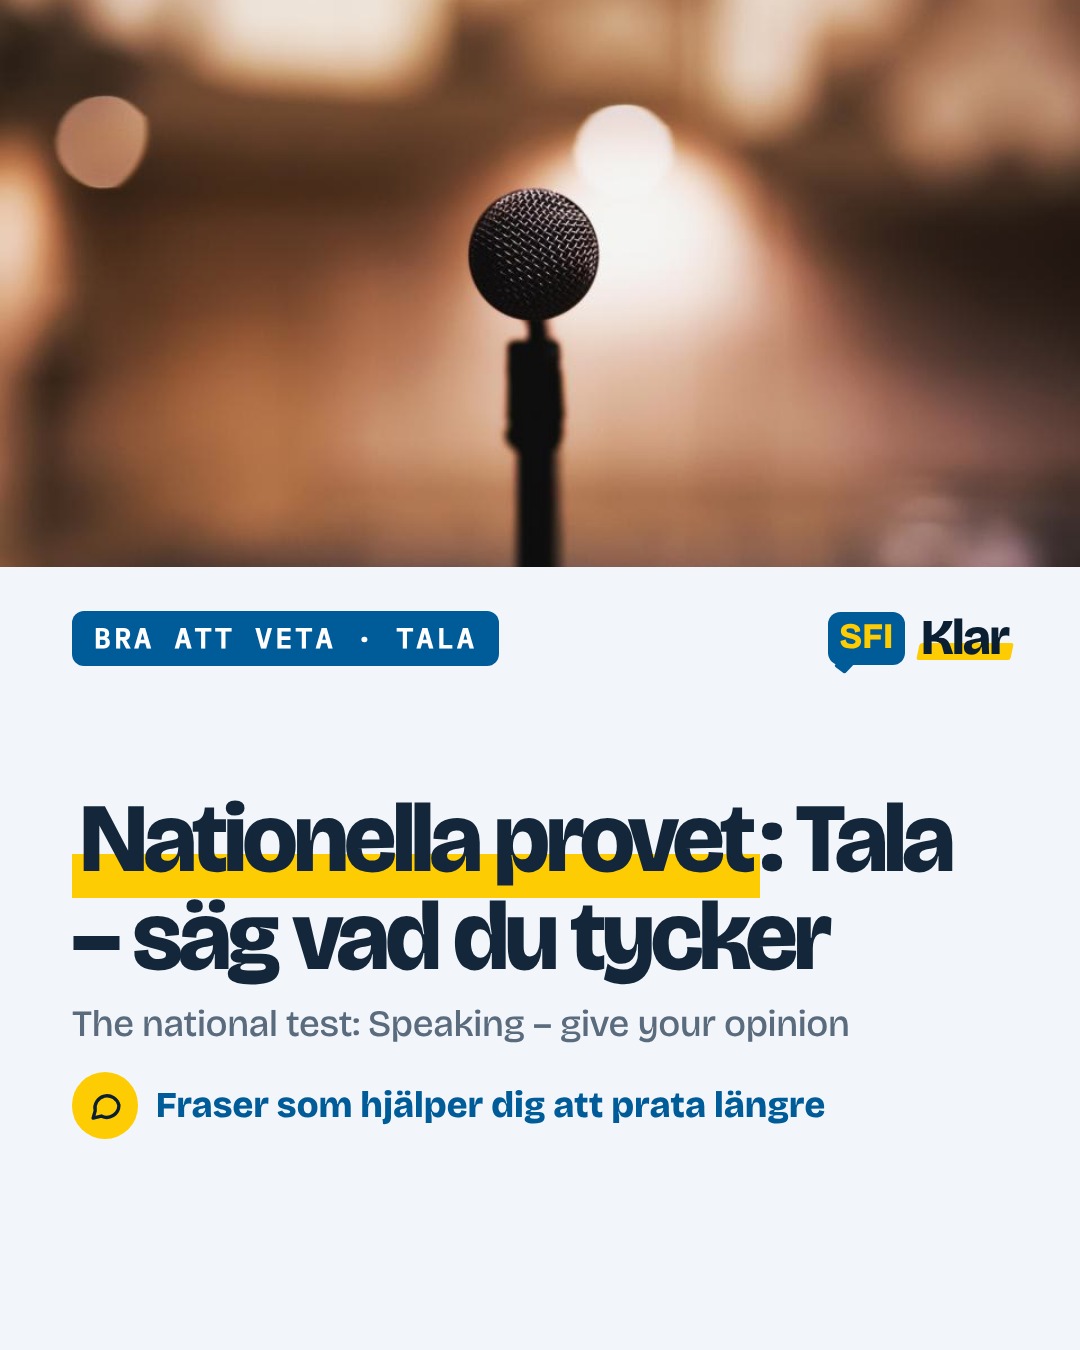 BRA ATT VETA · TALA
SFI Klar
Nationella provet: Tala
– säg vad du tycker
The national test: Speaking – give your opinion
Fraser som hjälper dig att prata längre